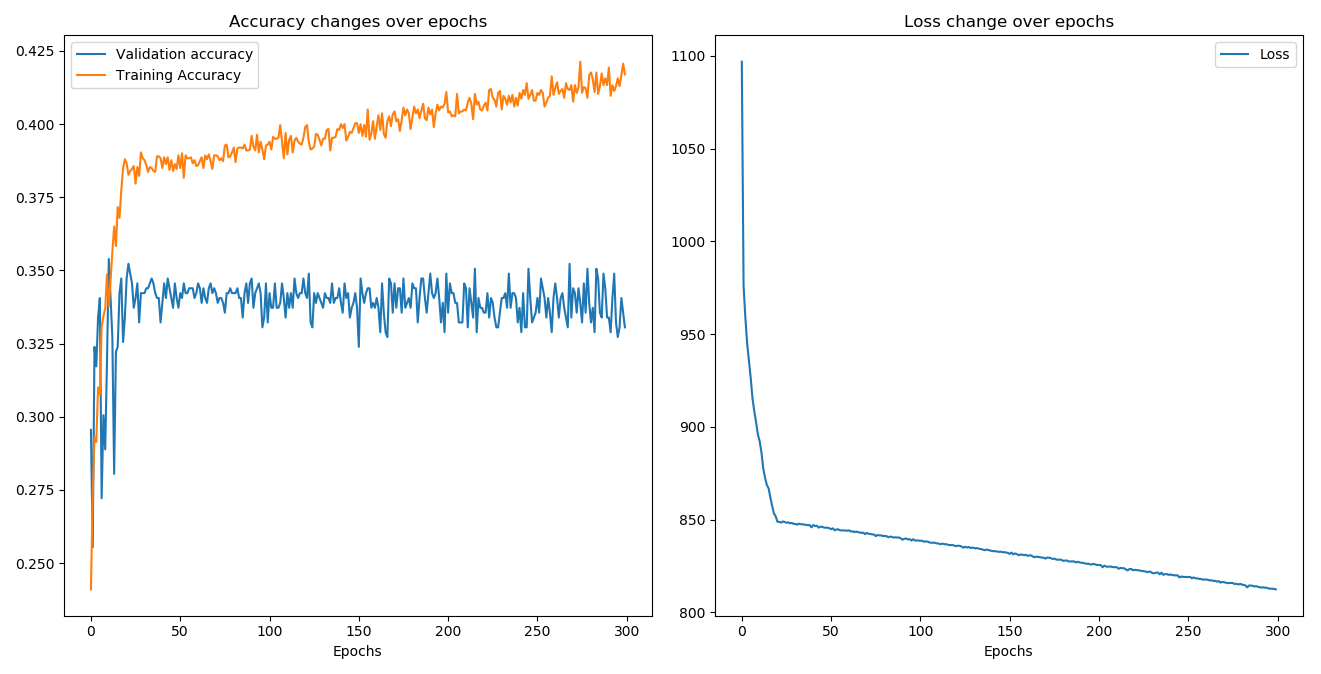 Accuracy changes over epochs
Validation accuracy
Training Accuracy
0.425
0.400
0.375
0.350
0.325
0.300
0.275
0.250
0 50 100 150 200 250 300
Epochs
Loss change over epochs
Loss
1100
1050
1000
950
900
850
800
0 50 100 150 200 250 300
Epochs